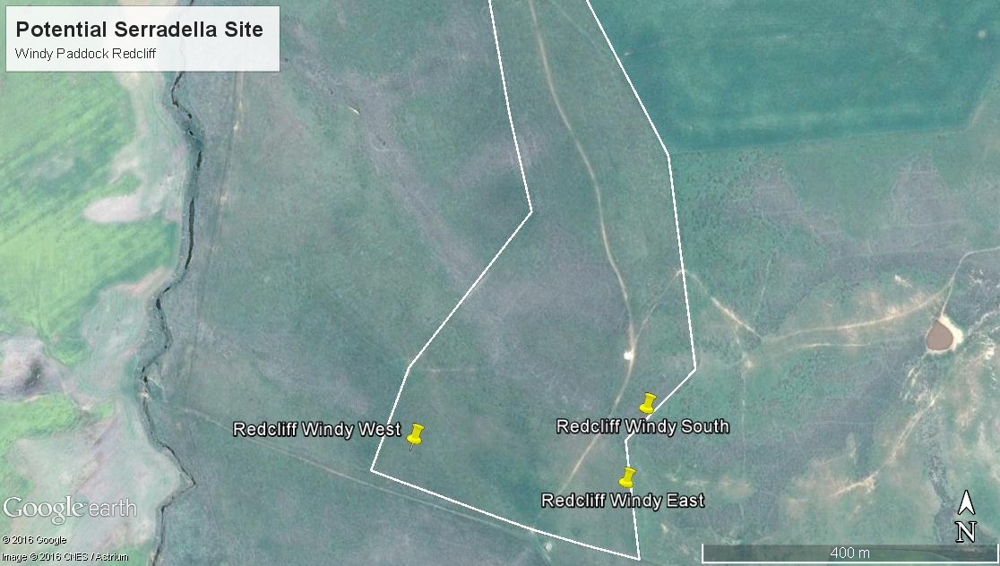 Potential Serradella Site
Windy Paddock Redcliff
Redcliff Windy West
Redcliff Windy South
Redcliff Windy East
Google earth
© 2016 Google
Image © 2016 CNES / Astrium
N
400 m